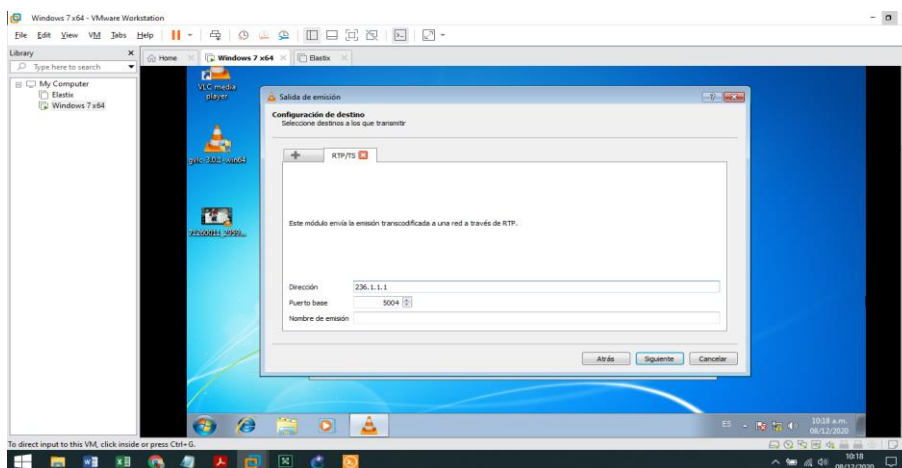 Windows 7 x64 - VMware Workstation
File Edit View VM Tabs Help
Library
Type here to search
My Computer
Elastix
Windows 7 x64
Home
Windows 7 x64
Elastix
VLC media
player
Salida de emisión
Configuración de destino
Seleccione destinos a los que transmitir
RTP/TS
Este módulo envía la emisión transcodificada a una red a través de RTP.
Dirección 236.1.1.1
Puerto base 5004
Nombre de emisión
Atrás Siguiente Cancelar
ES
10:18 a.m.
08/12/2020
To direct input to this VM, click inside or press Ctrl+G.
10:18
08/12/2020